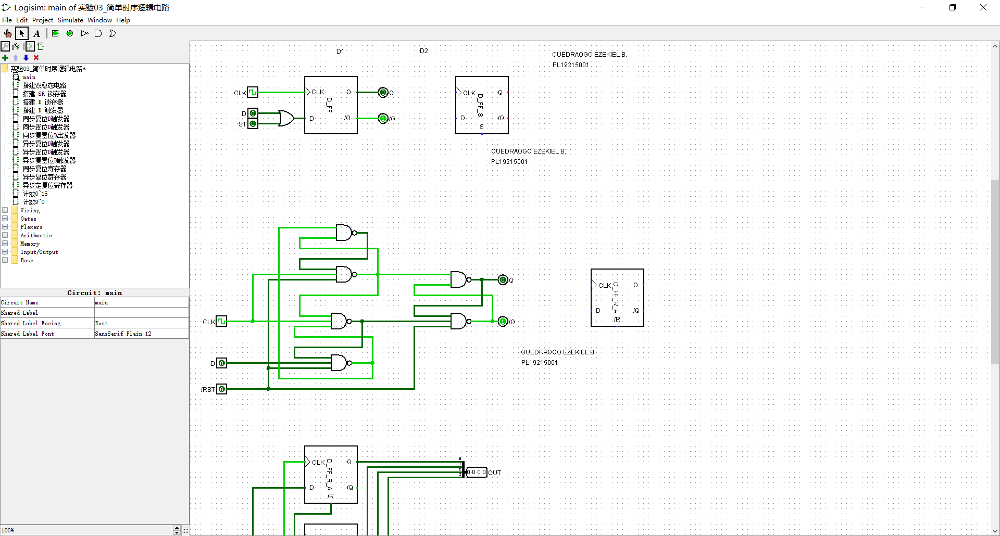 Logisim: main of 实验03_简单时序逻辑电路
File Edit Project Simulate Window Help
A
实验03_简单时序逻辑电路*
main
搭建双稳态电路
搭建 SR 锁存器
搭建 D 锁存器
搭建 D 触发器
同步复位D触发器
同步置位D触发器
同步复置位D出发器
异步复位D触发器
异步置位D触发器
异步复置位D触发器
同步复位寄存器
异步复位寄存器
异步定复位寄存器
计数0~15
计数9~0
Wiring
Gates
Plexers
Arithmetic
Memory
Input/Output
Base
Circuit: main
Circuit Name main
Shared Label
Shared Label Facing East
Shared Label Font SansSerif Plain 12
100%
D1 D2
OUEDRAOGO EZEKIEL B.
PL19215001
CLK CLK Q 0 Q
D_FF
D 0
ST 0 D /Q 1 /Q
CLK Q
D_FF_S
D /Q
S
OUEDRAOGO EZEKIEL B.
PL19215001
0 Q
CLK 1 /Q
D 0
/RST 0
CLK Q
D_FF_R_A
D /Q
/R
OUEDRAOGO EZEKIEL B.
PL19215001
CLK Q
D_FF_R_A
D /Q
/R
0 0 0 0 OUT